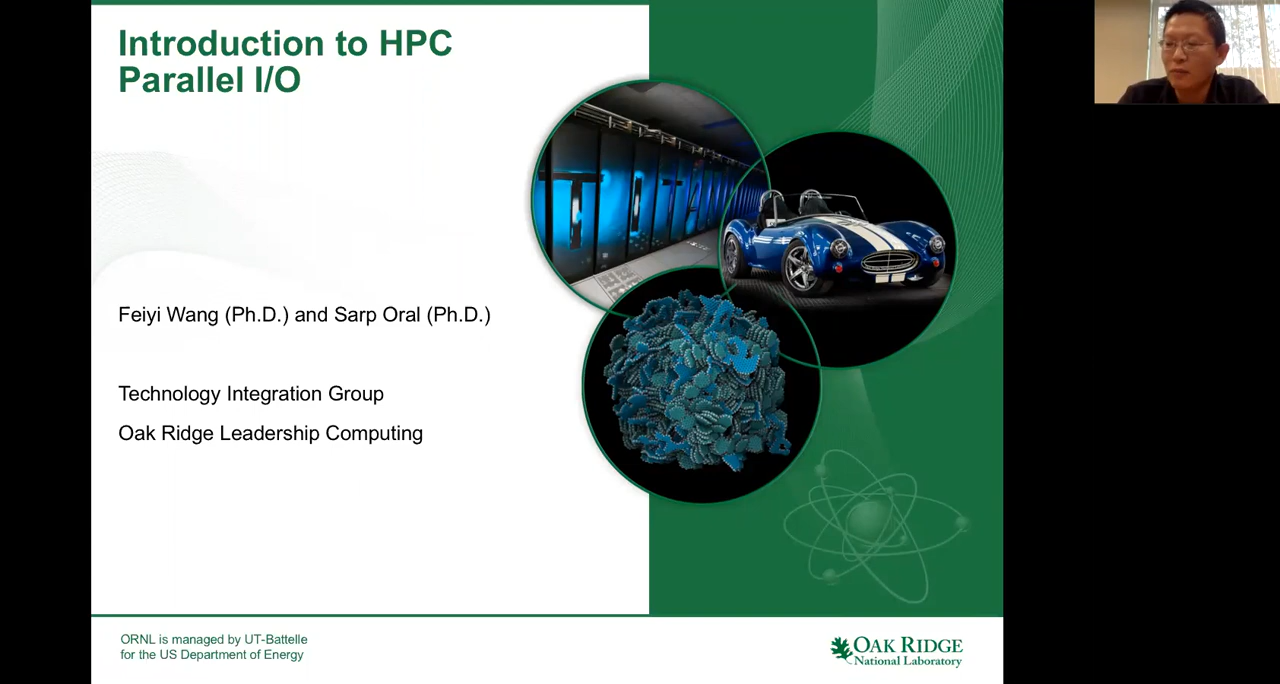 Introduction to HPC
Parallel I/O
TITAN
Feiyi Wang (Ph.D.) and Sarp Oral (Ph.D.)
Technology Integration Group
Oak Ridge Leadership Computing
ORNL is managed by UT-Battelle
for the US Department of Energy
OAK RIDGE
National Laboratory